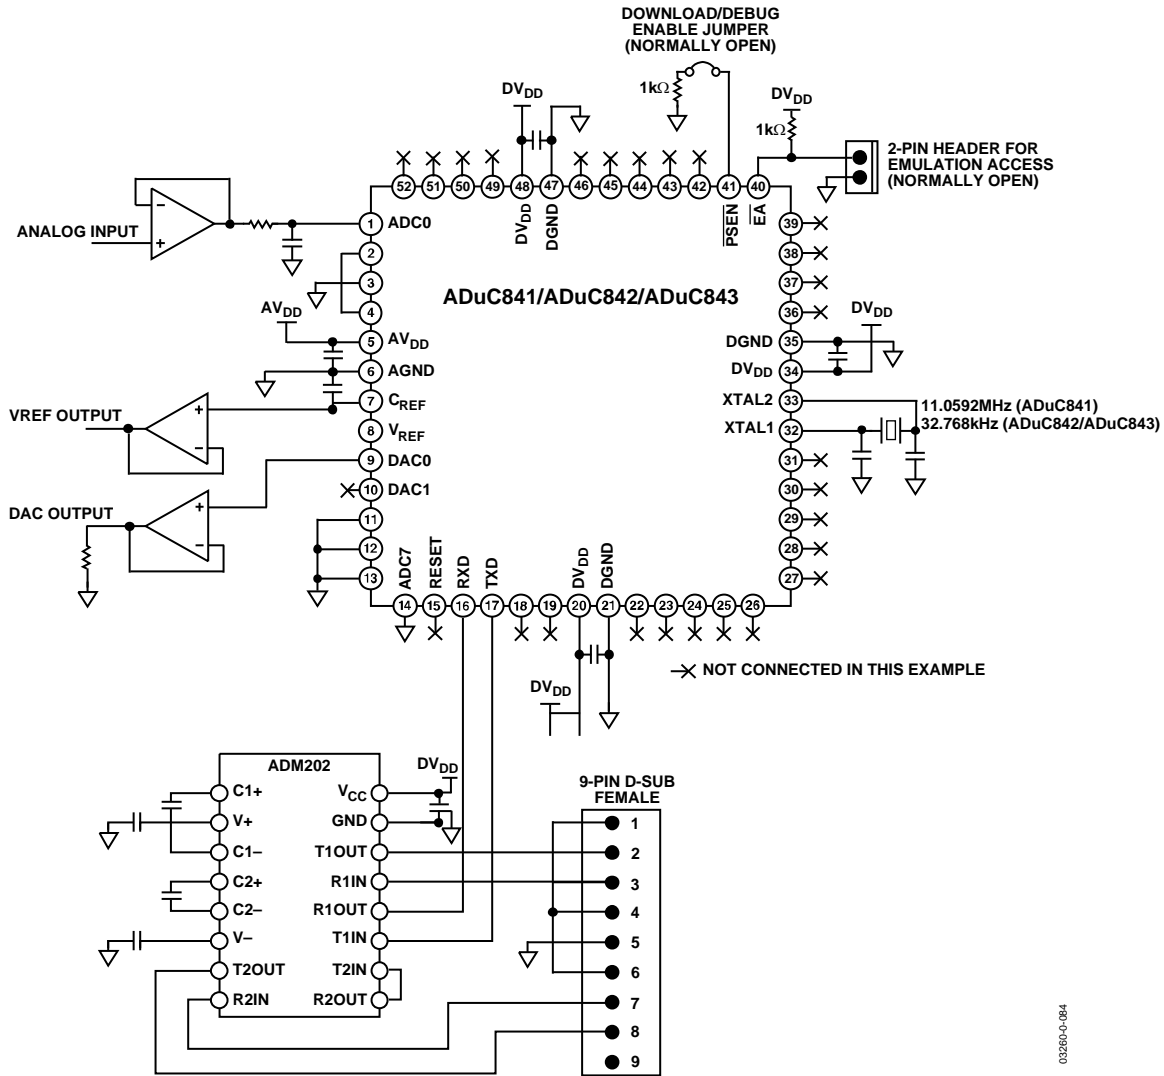 DOWNLOAD/DEBUG
ENABLE JUMPER
(NORMALLY OPEN)
1kΩ
DVDD
1kΩ
2-PIN HEADER FOR
EMULATION ACCESS
(NORMALLY OPEN)
DVDD
52 51 50 49 48 47 46 45 44 43 42 41 40
DVDD
DGND
PSEN
EA
ANALOG INPUT
1 ADC0
2
3
4
AVDD
5 AVDD
6 AGND
7 CREF
VREF OUTPUT
8 VREF
9 DAC0
10 DAC1
DAC OUTPUT
11
12
13
ADuC841/ADuC842/ADuC843
39
38
37
36
DVDD
DGND 35
DVDD 34
XTAL2 33
XTAL1 32
11.0592MHz (ADuC841)
32.768kHz (ADuC842/ADuC843)
31
30
29
28
27
ADC7
RESET
RXD
TXD
DVDD
DGND
14 15 16 17 18 19 20 21 22 23 24 25 26
NOT CONNECTED IN THIS EXAMPLE
DVDD
ADM202
DVDD
C1+
V+
C1–
C2+
C2–
V–
T2OUT
R2IN
VCC
GND
T1OUT
R1IN
R1OUT
T1IN
T2IN
R2OUT
9-PIN D-SUB
FEMALE
1
2
3
4
5
6
7
8
9
03260-0-084